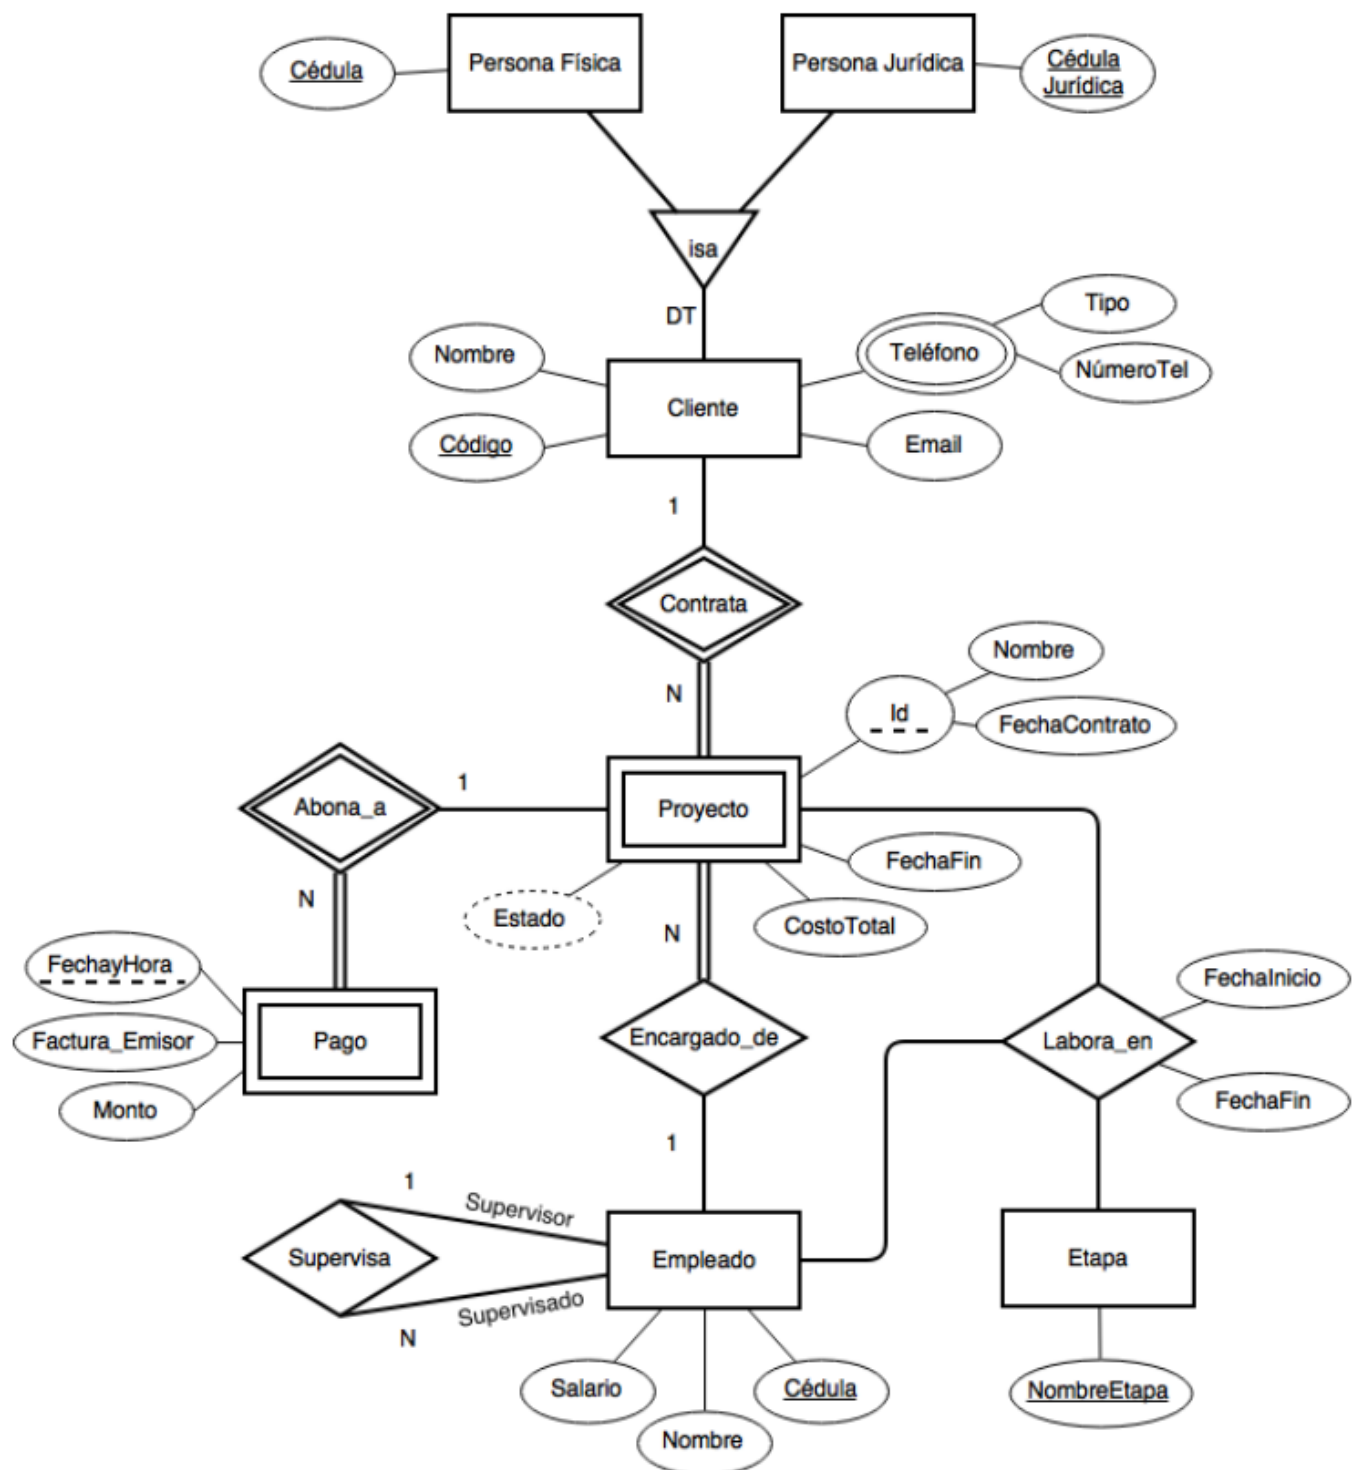 Cédula
Persona Física
Persona Jurídica
Cédula
Jurídica
isa
DT
Nombre
Teléfono
Tipo
NúmeroTel
Cliente
Código
Email
1
Contrata
N
Nombre
Id
FechaContrato
Abona_a
1
Proyecto
FechaFin
N
Estado
N
CostoTotal
FechayHora
Factura_Emisor
Pago
Monto
Encargado_de
Labora_en
FechaInicio
FechaFin
1
1
Supervisor
Supervisa
Supervisado
N
Empleado
Etapa
Salario
Nombre
Cédula
NombreEtapa